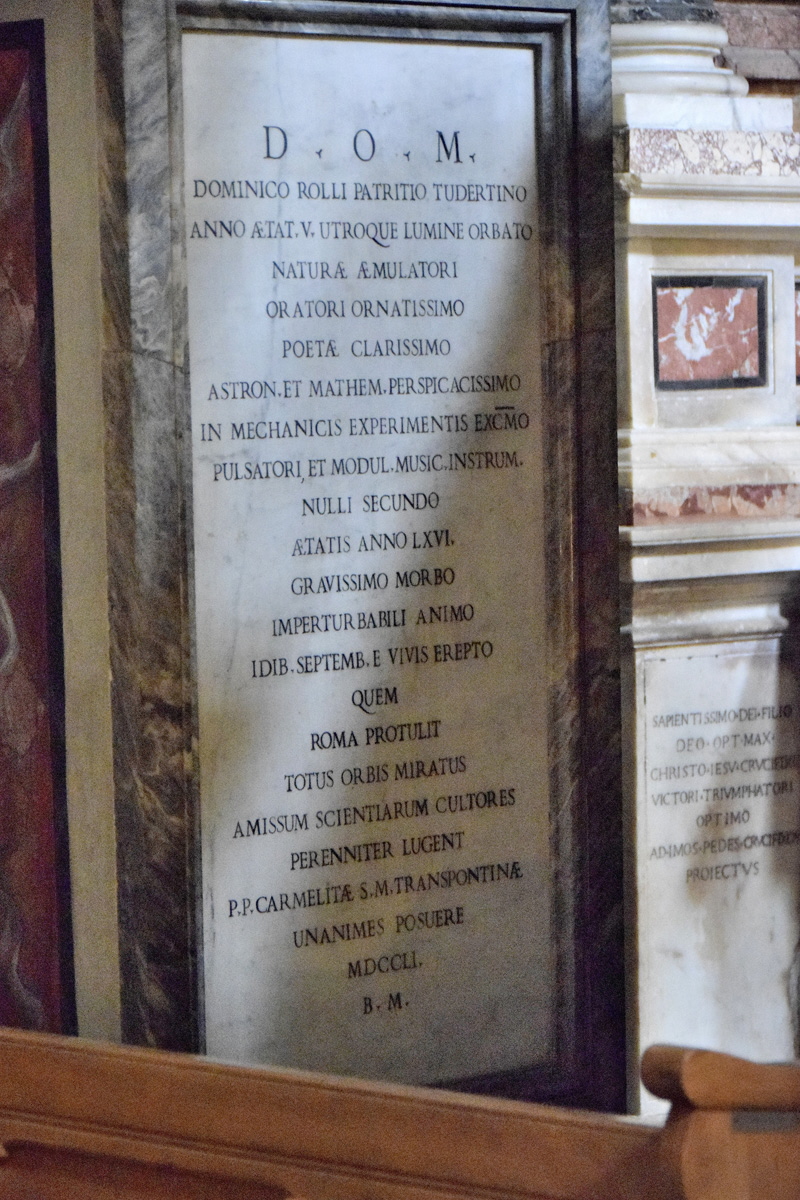 D . O . M .
DOMINICO ROLLI PATRITIO TUDERTINO
ANNO ÆTAT. V. UTROQUE LUMINE ORBATO
NATURÆ ÆMULATORI
ORATORI ORNATISSIMO
POETÆ CLARISSIMO
ASTRON. ET MATHEM. PERSPICACISSIMO
IN MECHANICIS EXPERIMENTIS EXC̅M̅O
PULSATORI, ET MODUL. MUSIC. INSTRUM.
NULLI SECUNDO
ÆTATIS ANNO LXVI.
GRAVISSIMO MORBO
IMPERTURBABILI ANIMO
IDIB. SEPTEMB. E VIVIS EREPTO
QUEM
ROMA PROTULIT
TOTUS ORBIS MIRATUS
AMISSUM SCIENTIARUM CULTORES
PERENNITER LUGENT
P.P. CARMELITÆ S. M. TRANSPONTINÆ
UNANIMES POSUERE
MDCCLI.
B. M.
SAPIENTISSIMO·DEI·FILIO
DEO·OPT·MAX·
CHRISTO·IESV·CRVCIFIXO
VICTORI·TRIVMPHATORI
OPTIMO
AD·IMOS·PEDES·CRVCIFIXI
PROIECTVS